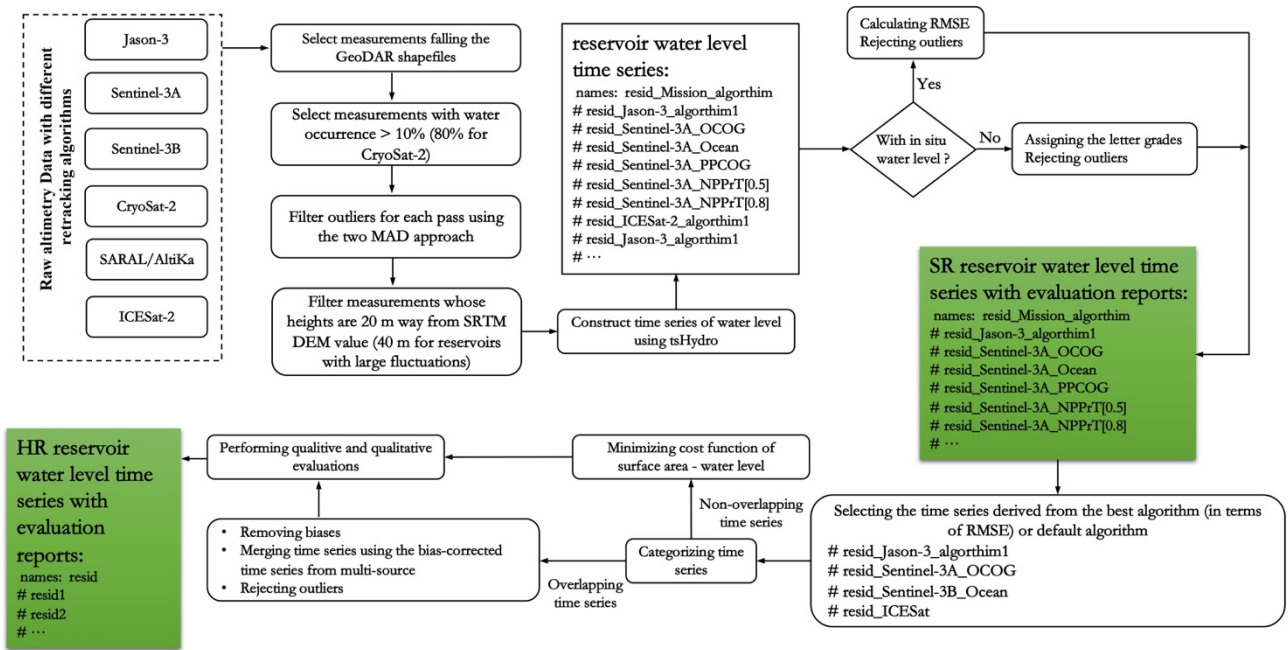 Raw altimetry Data with different
retracking algorithms
Jason-3
Sentinel-3A
Sentinel-3B
CryoSat-2
SARAL/AltiKa
ICESat-2
Select measurements falling the
GeoDAR shapefiles
Select measurements with water
occurrence > 10% (80% for
CryoSat-2)
Filter outliers for each pass using
the two MAD approach
Filter measurements whose
heights are 20 m way from SRTM
DEM value (40 m for reservoirs
with large fluctuations)
Construct time series of water level
using tsHydro
reservoir water level
time series:
names: resid_Mission_algorthim
# resid_Jason-3_algorthim1
# resid_Sentinel-3A_OCOG
# resid_Sentinel-3A_Ocean
# resid_Sentinel-3A_PPCOG
# resid_Sentinel-3A_NPPrT[0.5]
# resid_Sentinel-3A_NPPrT[0.8]
# resid_ICESat-2_algorthim1
# resid_Jason-3_algorthim1
# ...
With in situ
water level ?
Yes
Calculating RMSE
Rejecting outliers
No
Assigning the letter grades
Rejecting outliers
SR reservoir water level time
series with evaluation reports:
names: resid_Mission_algorthim
# resid_Jason-3_algorthim1
# resid_Sentinel-3A_OCOG
# resid_Sentinel-3A_Ocean
# resid_Sentinel-3A_PPCOG
# resid_Sentinel-3A_NPPrT[0.5]
# resid_Sentinel-3A_NPPrT[0.8]
# ...
Selecting the time series derived from the best algorithm (in
terms of RMSE) or default algorithm
# resid_Jason-3_algorthim1
# resid_Sentinel-3A_OCOG
# resid_Sentinel-3B_Ocean
# resid_ICESat
Categorizing time
series
Non-overlapping
time series
Minimizing cost function of
surface area - water level
Overlapping
time series
• Removing biases
• Merging time series using the bias-corrected
time series from multi-source
• Rejecting outliers
Performing qualitive and qualitative
evaluations
HR reservoir
water level time
series with
evaluation
reports:
names: resid
# resid1
# resid2
# ...